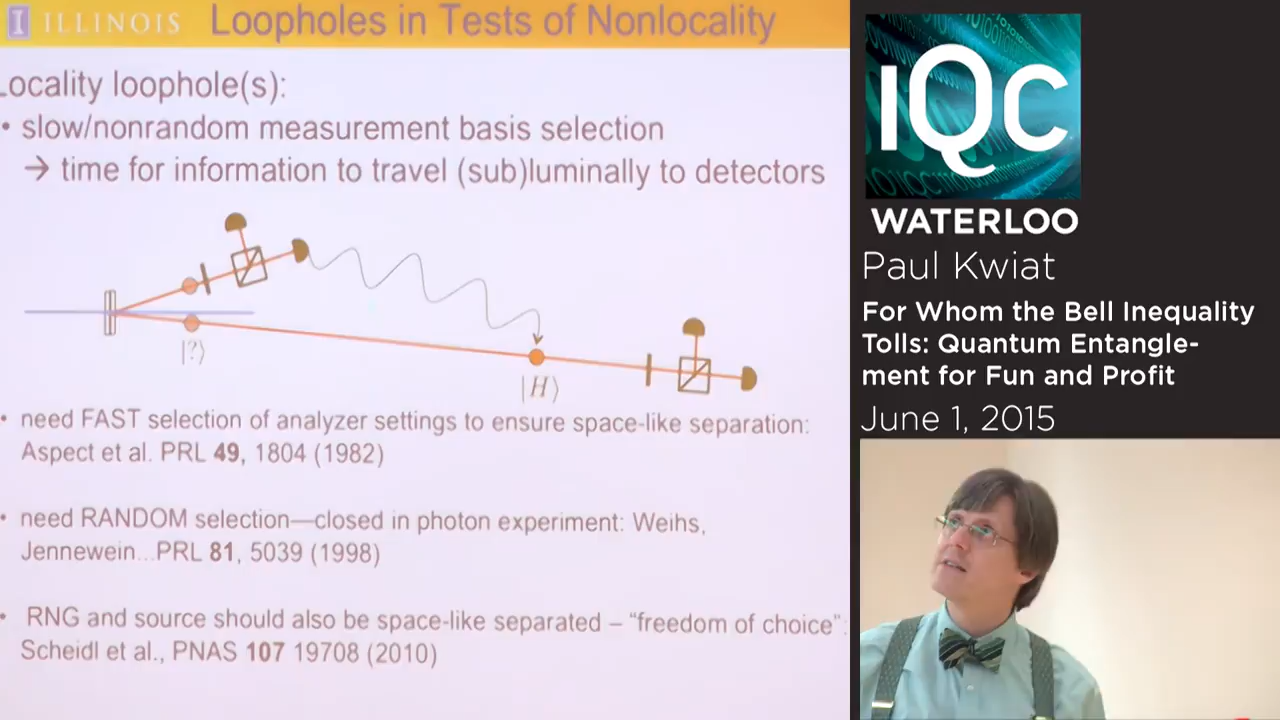 I ILLINOIS Loopholes in Tests of Nonlocality
Locality loophole(s):
• slow/nonrandom measurement basis selection
→ time for information to travel (sub)luminally to detectors
|?⟩
|H⟩
• need FAST selection of analyzer settings to ensure space-like separation:
Aspect et al. PRL 49, 1804 (1982)
• need RANDOM selection—closed in photon experiment: Weihs,
Jennewein...PRL 81, 5039 (1998)
• RNG and source should also be space-like separated – “freedom of choice”:
Scheidl et al., PNAS 107 19708 (2010)
IQC
WATERLOO
Paul Kwiat
For Whom the Bell Inequality
Tolls: Quantum Entangle-
ment for Fun and Profit
June 1, 2015